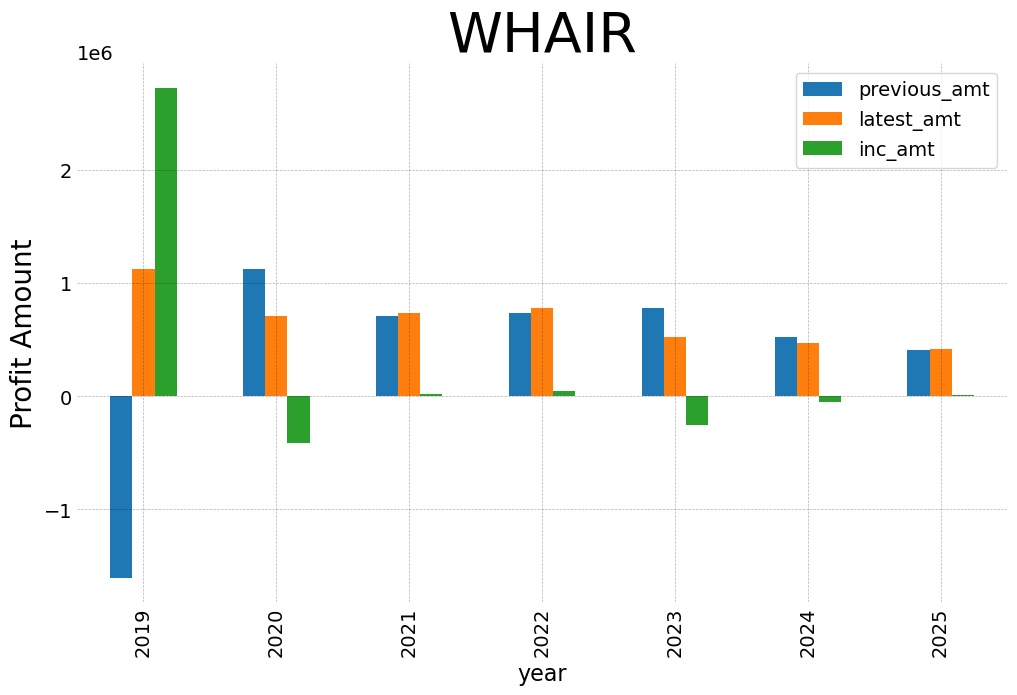 WHAIR
1e6
previous_amt
latest_amt
inc_amt
2
1
0
−1
Profit Amount
2019
2020
2021
2022
2023
2024
2025
year